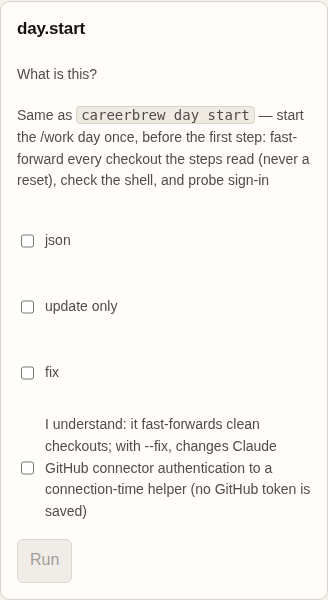 day.start
What is this?
Same as careerbrew day start — start
the /work day once, before the first step: fast-
forward every checkout the steps read (never a
reset), check the shell, and probe sign-in
json
update only
fix
I understand: it fast-forwards clean
checkouts; with --fix, changes Claude
GitHub connector authentication to a
connection-time helper (no GitHub token is
saved)
Run